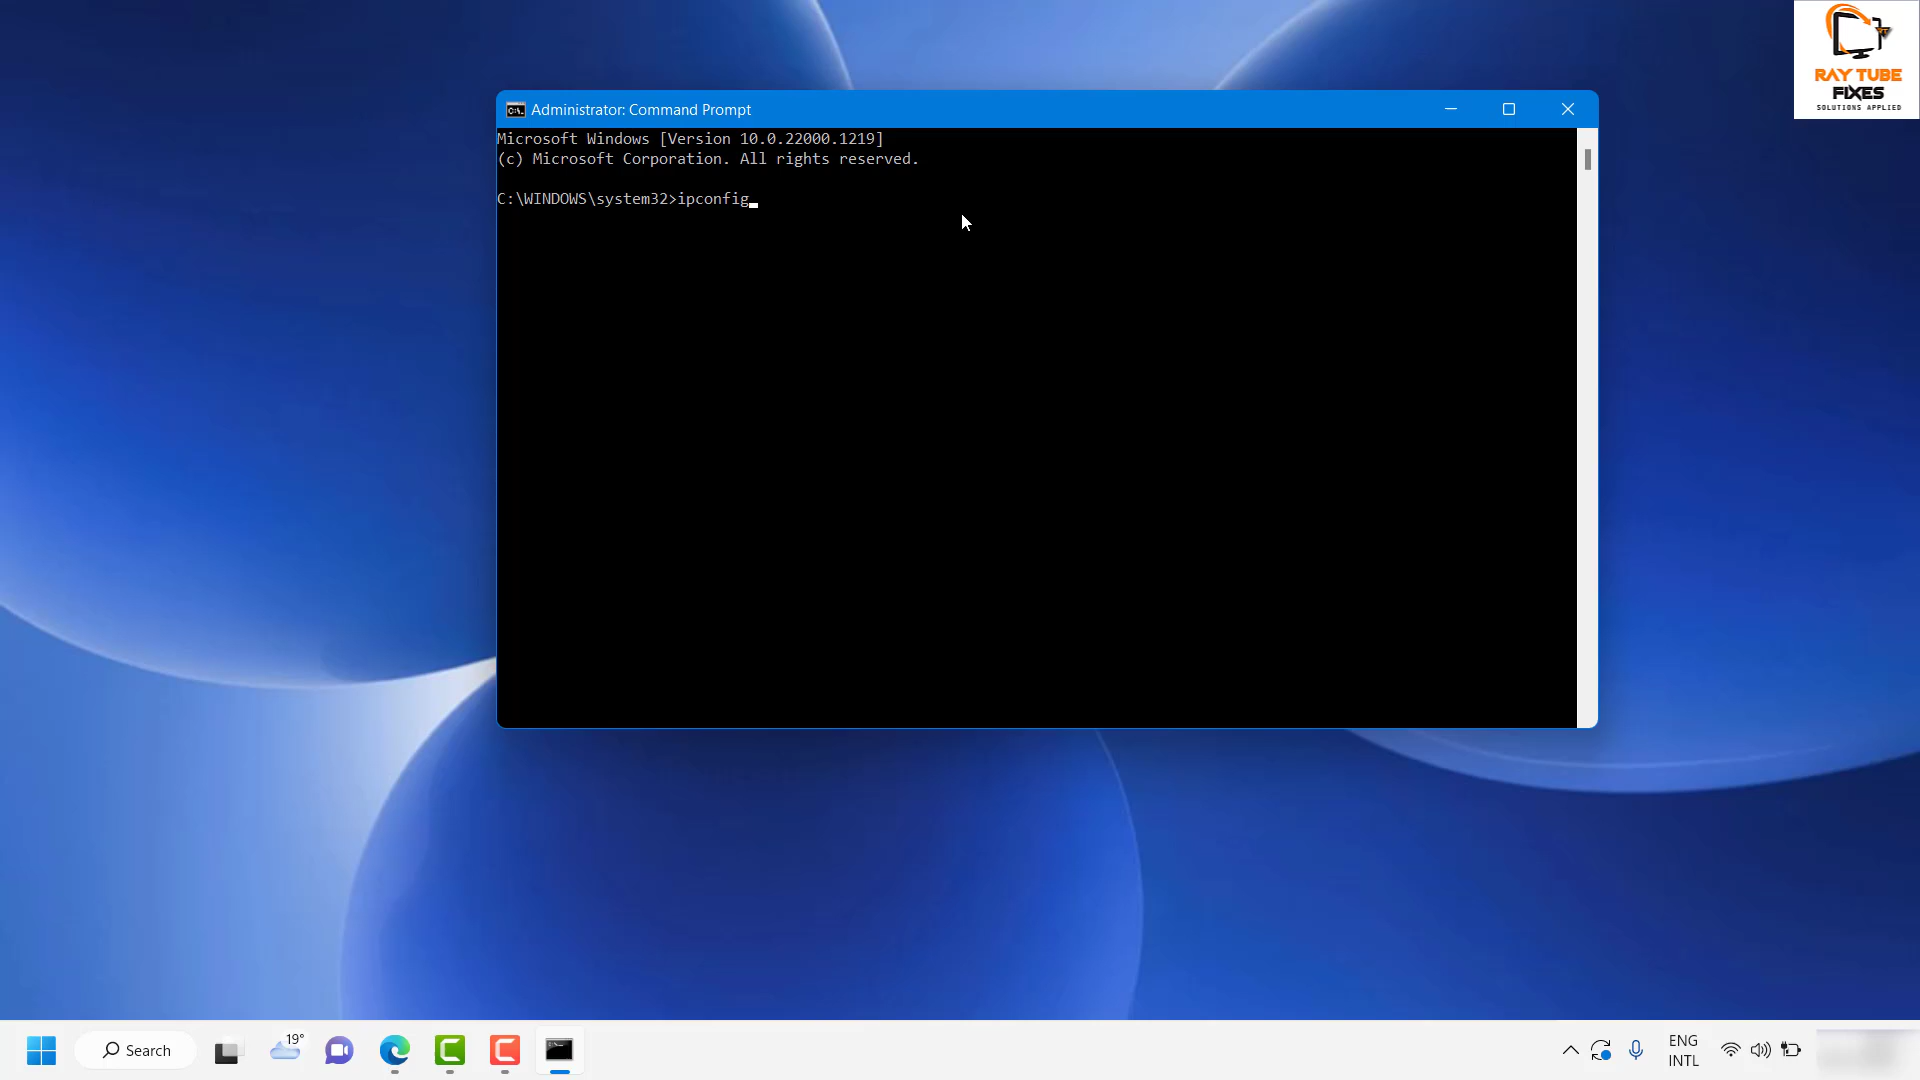 RAY TUBE
FIXES
SOLUTIONS APPLIED
Administrator: Command Prompt
Microsoft Windows [Version 10.0.22000.1219]
(c) Microsoft Corporation. All rights reserved.
C:\WINDOWS\system32>ipconfig
Search
19°
ENG
INTL